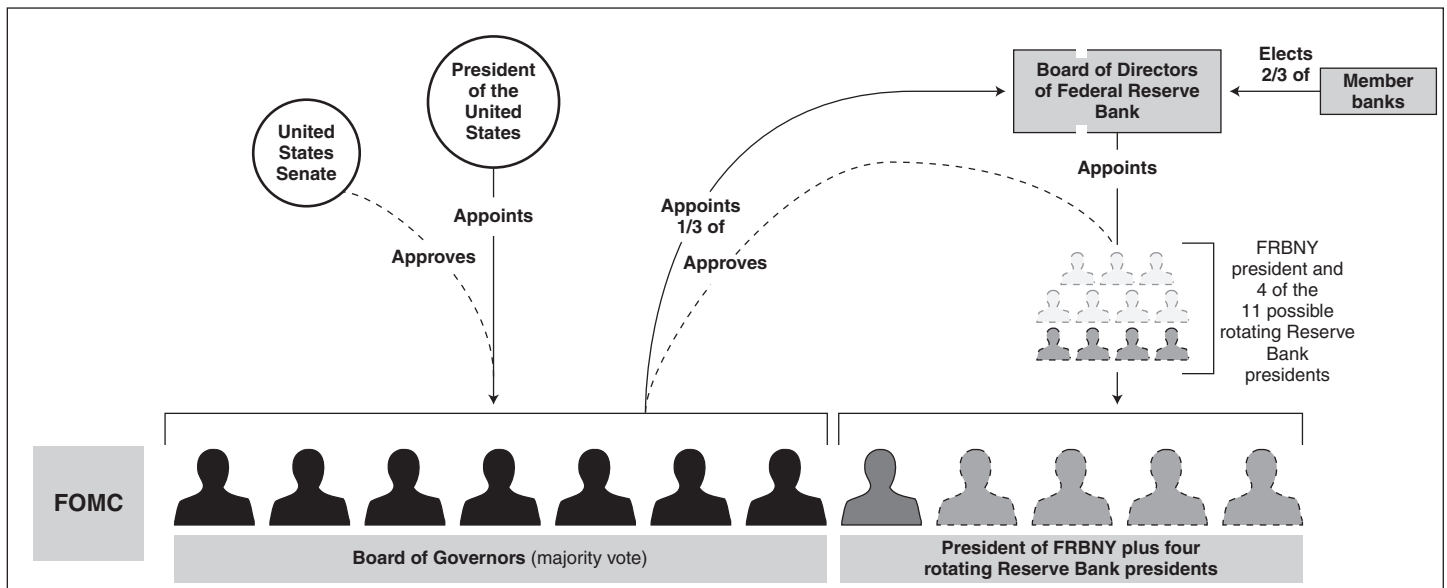 United
States
Senate
President
of the
United
States
Appoints
Approves
Appoints
1/3 of
Approves
Board of Directors
of Federal Reserve
Bank
Elects
2/3 of
Member
banks
Appoints
FRBNY
president and
4 of the
11 possible
rotating Reserve
Bank
presidents
FOMC
Board of Governors (majority vote)
President of FRBNY plus four
rotating Reserve Bank presidents